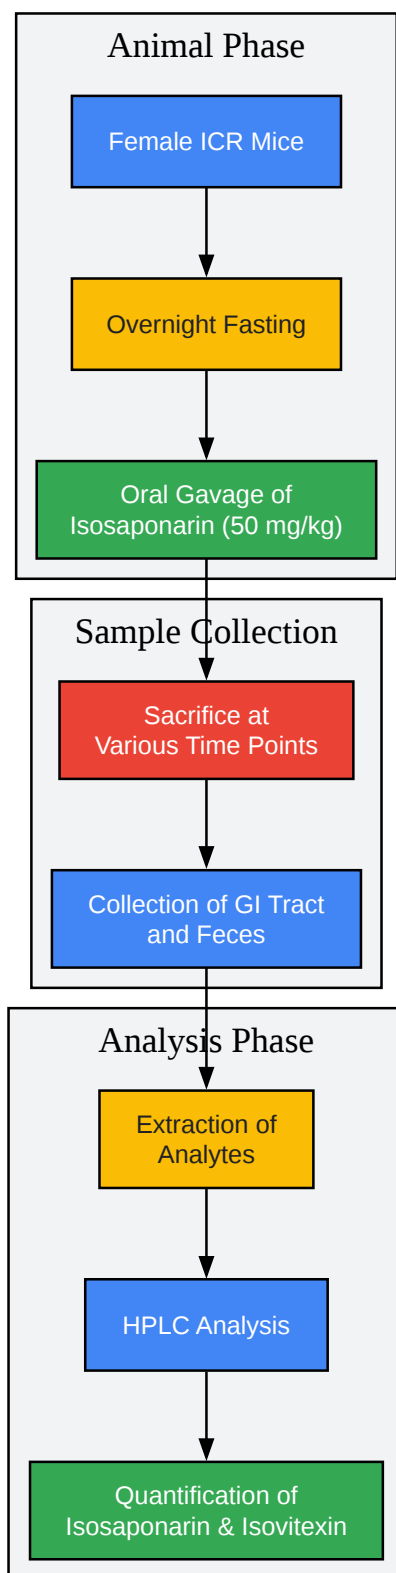 Animal Phase
Female ICR Mice
Overnight Fasting
Oral Gavage of
Isosaponarin (50 mg/kg)
Sample Collection
Sacrifice at
Various Time Points
Collection of GI Tract
and Feces
Analysis Phase
Extraction of
Analytes
HPLC Analysis
Quantification of
Isosaponarin & Isovitexin